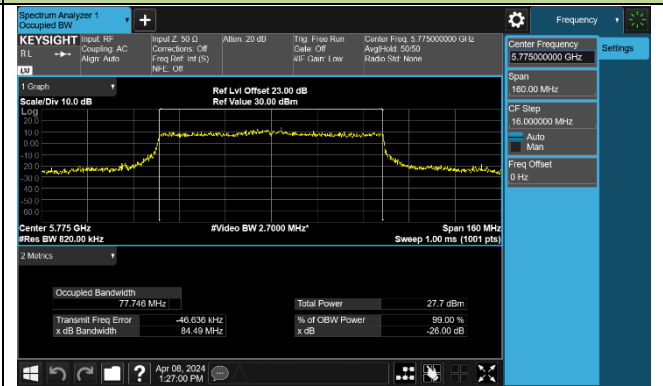 Spectrum Analyzer 1
Occupied BW
+
Frequency
KEYSIGHT
RL
LXI
Input: RF
Coupling: AC
Align: Auto
Input Z: 50 Ω
Corrections: Off
Freq Ref: Int (S)
NFE: Off
Atten: 20 dB
Trig: Free Run
Gate: Off
#IF Gain: Low
Center Freq: 5.775000000 GHz
Avg|Hold: 50/50
Radio Std: None
Center Frequency
5.775000000 GHz
Settings
Span
160.00 MHz
CF Step
16.000000 MHz
Auto
Man
Freq Offset
0 Hz
1 Graph
Scale/Div 10.0 dB
Ref Lvl Offset 23.00 dB
Ref Value 30.00 dBm
Log
20.0
10.0
0.00
-10.0
-20.0
-30.0
-40.0
-50.0
-60.0
Center 5.775 GHz
#Video BW 2.7000 MHz*
Span 160 MHz
#Res BW 820.00 kHz
Sweep 1.00 ms (1001 pts)
2 Metrics
Occupied Bandwidth
77.746 MHz
Total Power
27.7 dBm
Transmit Freq Error
-46.636 kHz
% of OBW Power
99.00 %
x dB Bandwidth
84.49 MHz
x dB
-26.00 dB
?
Apr 08, 2024
1:27:00 PM